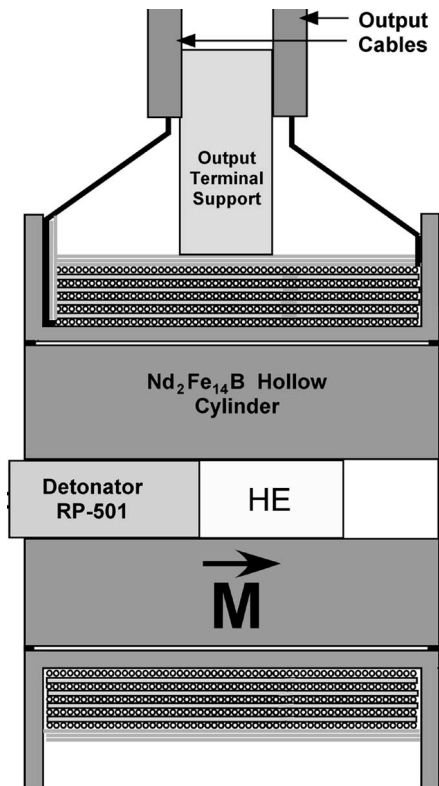 Output
Cables
Output
Terminal
Support
Nd₂Fe₁₄B Hollow
Cylinder
Detonator
RP-501
HE
M